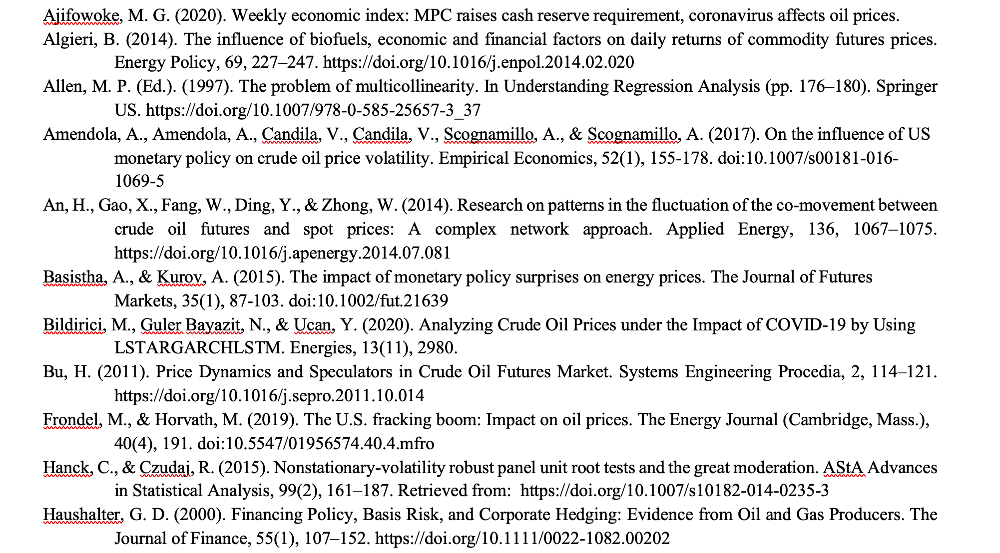 Ajifowoke, M. G. (2020). Weekly economic index: MPC raises cash reserve requirement, coronavirus affects oil prices.
Algieri, B. (2014). The influence of biofuels, economic and financial factors on daily returns of commodity futures prices.
Energy Policy, 69, 227–247. https://doi.org/10.1016/j.enpol.2014.02.020
Allen, M. P. (Ed.). (1997). The problem of multicollinearity. In Understanding Regression Analysis (pp. 176–180). Springer
US. https://doi.org/10.1007/978-0-585-25657-3_37
Amendola, A., Amendola, A., Candila, V., Candila, V., Scognamillo, A., & Scognamillo, A. (2017). On the influence of US
monetary policy on crude oil price volatility. Empirical Economics, 52(1), 155-178. doi:10.1007/s00181-016-
1069-5
An, H., Gao, X., Fang, W., Ding, Y., & Zhong, W. (2014). Research on patterns in the fluctuation of the co-movement between
crude oil futures and spot prices: A complex network approach. Applied Energy, 136, 1067–1075.
https://doi.org/10.1016/j.apenergy.2014.07.081
Basistha, A., & Kurov, A. (2015). The impact of monetary policy surprises on energy prices. The Journal of Futures
Markets, 35(1), 87-103. doi:10.1002/fut.21639
Bildirici, M., Guler Bayazit, N., & Ucan, Y. (2020). Analyzing Crude Oil Prices under the Impact of COVID-19 by Using
LSTARGARCHLSTM. Energies, 13(11), 2980.
Bu, H. (2011). Price Dynamics and Speculators in Crude Oil Futures Market. Systems Engineering Procedia, 2, 114–121.
https://doi.org/10.1016/j.sepro.2011.10.014
Frondel, M., & Horvath, M. (2019). The U.S. fracking boom: Impact on oil prices. The Energy Journal (Cambridge, Mass.),
40(4), 191. doi:10.5547/01956574.40.4.mfro
Hanck, C., & Czudaj, R. (2015). Nonstationary-volatility robust panel unit root tests and the great moderation. AStA Advances
in Statistical Analysis, 99(2), 161–187. Retrieved from:  https://doi.org/10.1007/s10182-014-0235-3
Haushalter, G. D. (2000). Financing Policy, Basis Risk, and Corporate Hedging: Evidence from Oil and Gas Producers. The
Journal of Finance, 55(1), 107–152. https://doi.org/10.1111/0022-1082.00202